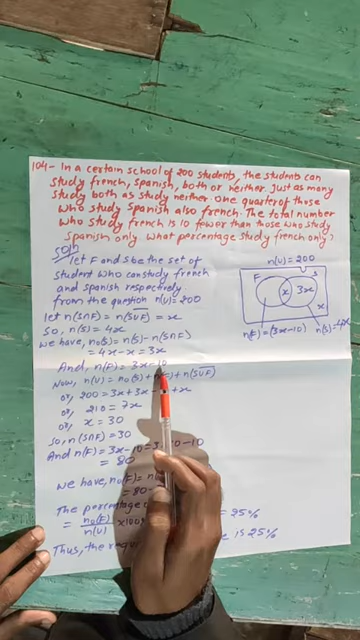 104- In a certain school of 200 students, the students can
study french, spanish, both or neither just as many
study both as study neither. One quarter of those
who study spanish also french. The total number
who study french is 10 fewer than those who study
spanish only what percentage study french only?
Soln
let F and S be the set of
student who can study french
and spanish respectively
from the question n(U)=200
let n(S∩F) = n(S∪F) = x
So, n(S) = 4x
we have, n₀(S) = n(S) - n(S∩F)
= 4x-x = 3x
And, n(F) = 3x-10
Now, n(U) = n₀(S) + n(F) + n(S∪F)
or, 200 = 3x+3x +x
or, 210 = 7x
or, x = 30
So, n(S∩F) = 30
And n(F) = 3x-10 = 3 -10
= 80
we have, n₀(F) =
= 80-
The percentage = 25%
= n₀(F)/n(U) ×100%
Thus, the is 25%
n(U) = 200
F
S
x
3x
x
n(F)=(3x-10)
n(S)=4x